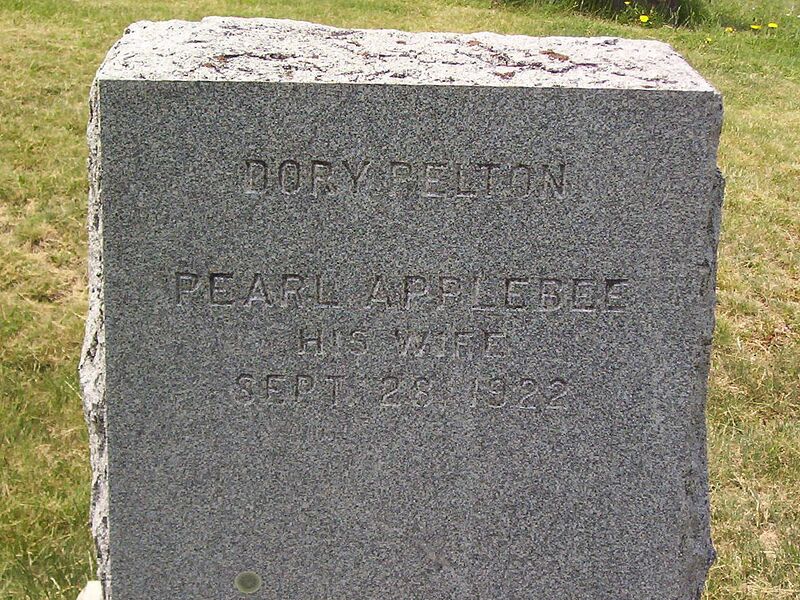 DORY PELTON
PEARL APPLEBEE
HIS WIFE
SEPT. 28, 1922